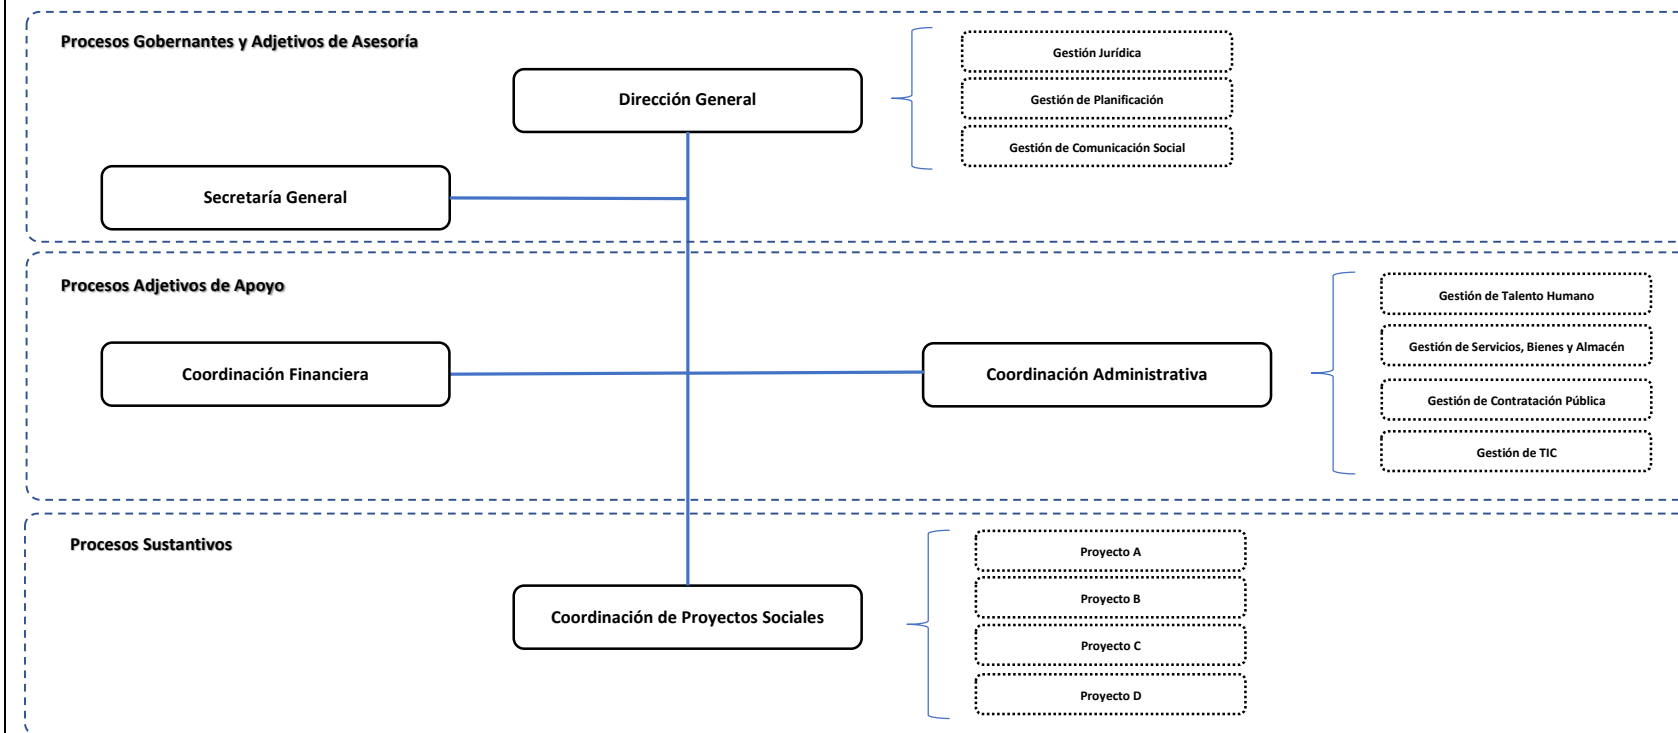 Procesos Gobernantes y Adjetivos de Asesoría
Dirección General
Gestión Jurídica
Gestión de Planificación
Gestión de Comunicación Social
Secretaría General
Procesos Adjetivos de Apoyo
Coordinación Financiera
Coordinación Administrativa
Gestión de Talento Humano
Gestión de Servicios, Bienes y Almacén
Gestión de Contratación Pública
Gestión de TIC
Procesos Sustantivos
Coordinación de Proyectos Sociales
Proyecto A
Proyecto B
Proyecto C
Proyecto D